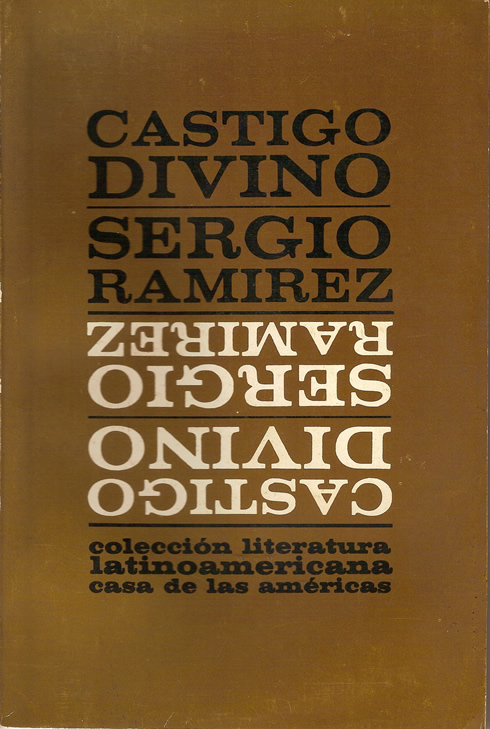 CASTIGO
DIVINO
SERGIO
RAMIREZ
RAMIREZ
SERGIO
DIVINO
CASTIGO
colección literatura
latinoamericana
casa de las américas